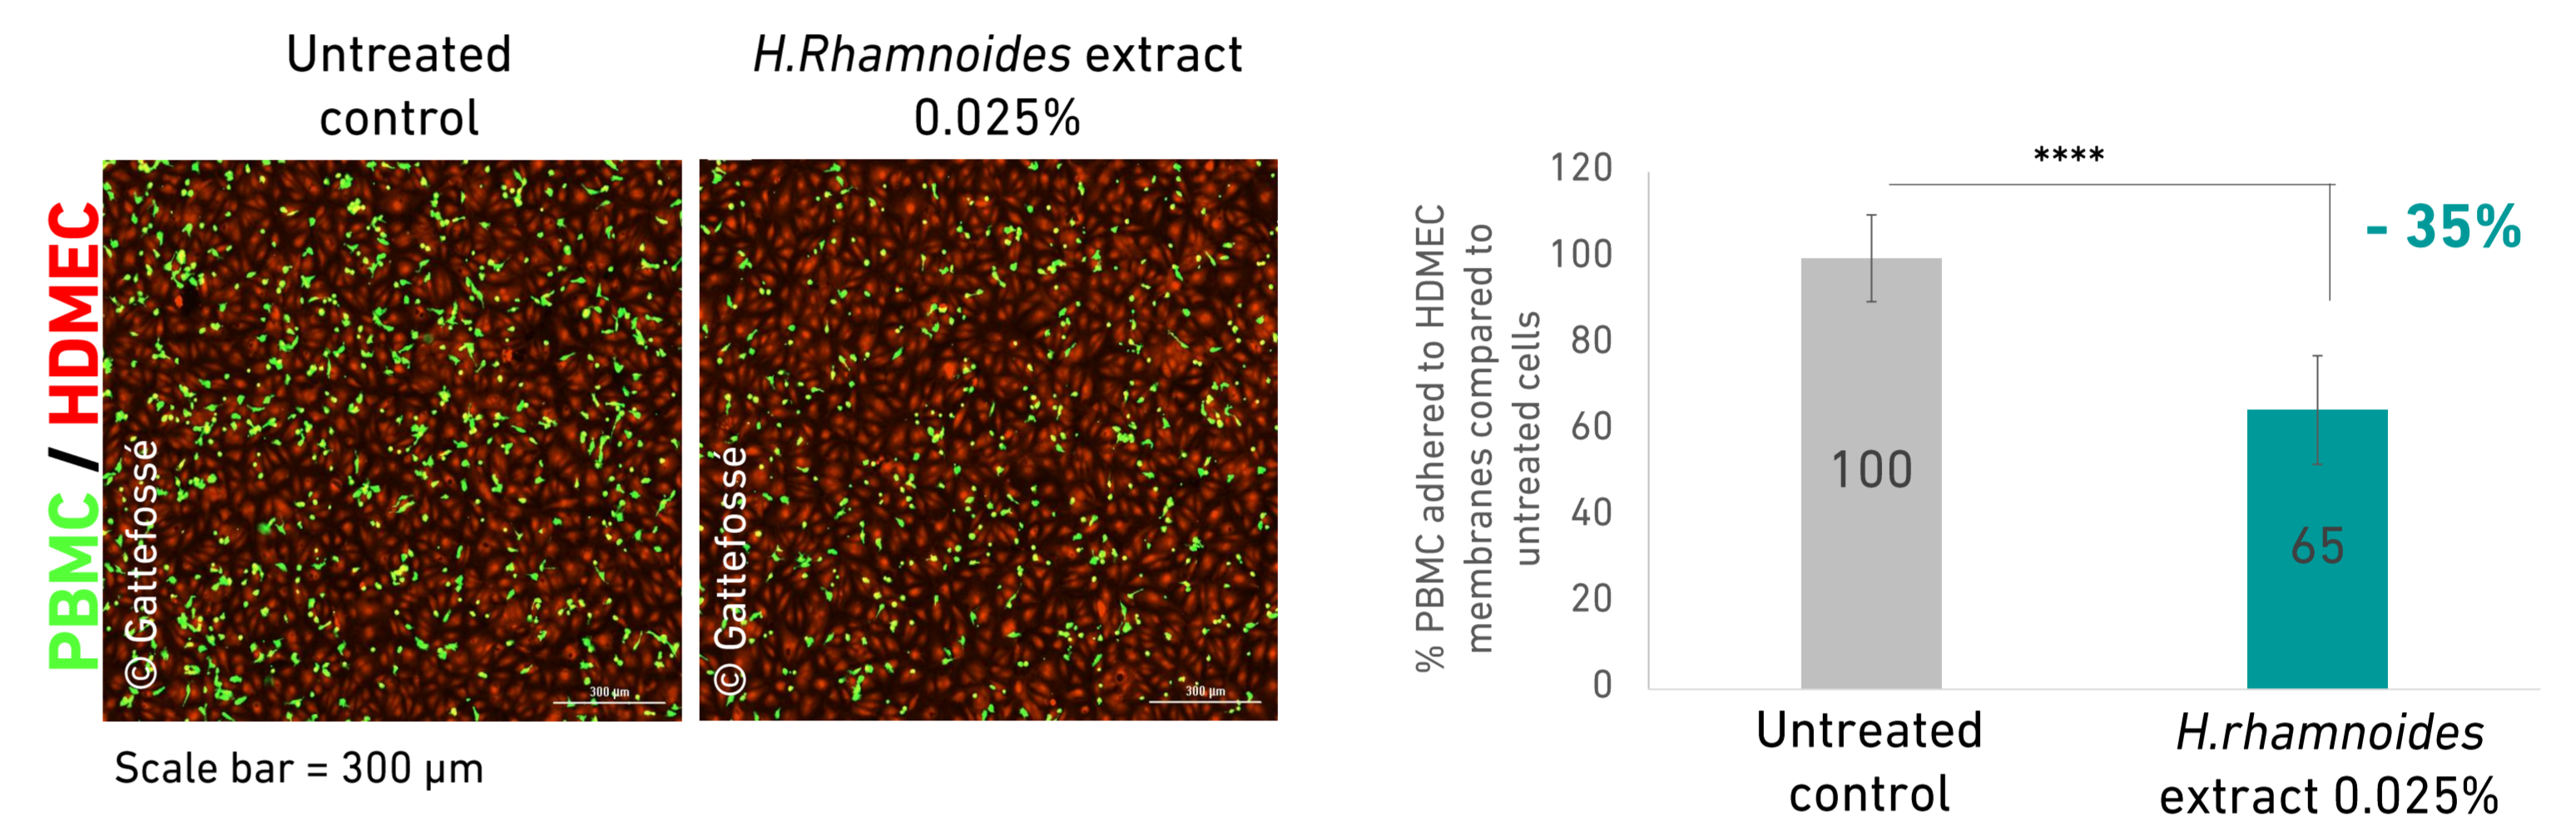 Untreated
control
H.Rhamnoides extract
0.025%
PBMC / HDMEC
© Gattefossé
300 µm
© Gattefossé
300 µm
Scale bar = 300 µm
% PBMC adhered to HDMEC
membranes compared to
untreated cells
120
100
80
60
40
20
0
****
- 35%
100
65
Untreated
control
H.rhamnoides
extract 0.025%